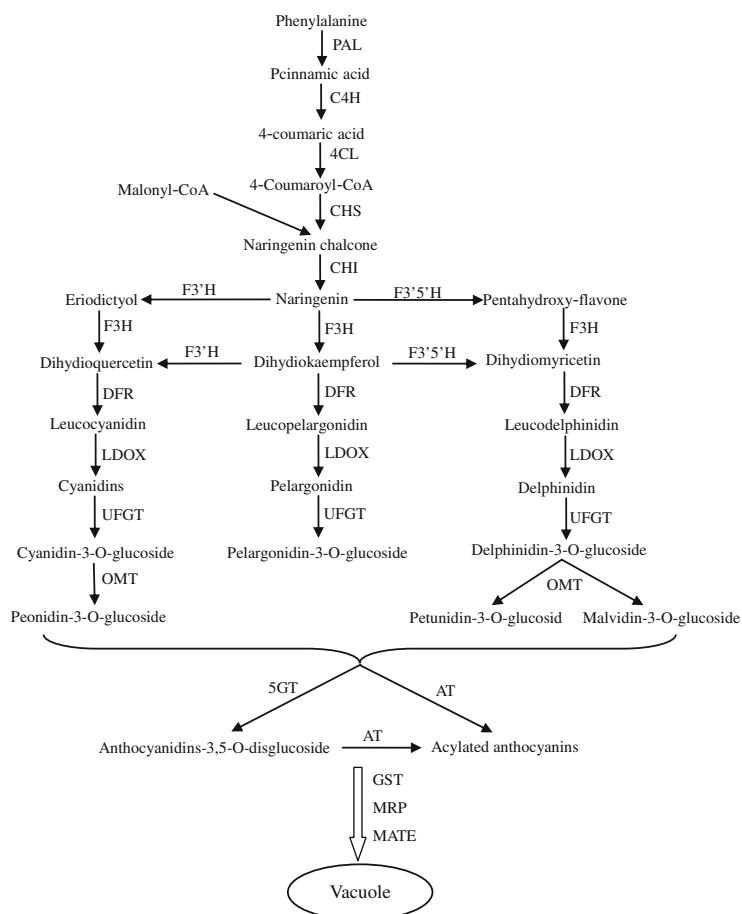 Phenylalanine
PAL
Pcinnamic acid
C4H
4-coumaric acid
4CL
Malonyl-CoA
4-Coumaroyl-CoA
CHS
Naringenin chalcone
CHI
Eriodictyol
F3'H
Naringenin
F3'5'H
Pentahydroxy-flavone
F3H
F3H
F3H
Dihydioquercetin
F3'H
Dihydiokaempferol
F3'5'H
Dihydiomyricetin
DFR
DFR
DFR
Leucocyanidin
Leucopelargonidin
Leucodelphinidin
LDOX
LDOX
LDOX
Cyanidins
Pelargonidin
Delphinidin
UFGT
UFGT
UFGT
Cyanidin-3-O-glucoside
Pelargonidin-3-O-glucoside
Delphinidin-3-O-glucoside
OMT
OMT
Peonidin-3-O-glucoside
Petunidin-3-O-glucosid
Malvidin-3-O-glucoside
5GT
AT
Anthocyanidins-3,5-O-disglucoside
AT
Acylated anthocyanins
GST
MRP
MATE
Vacuole